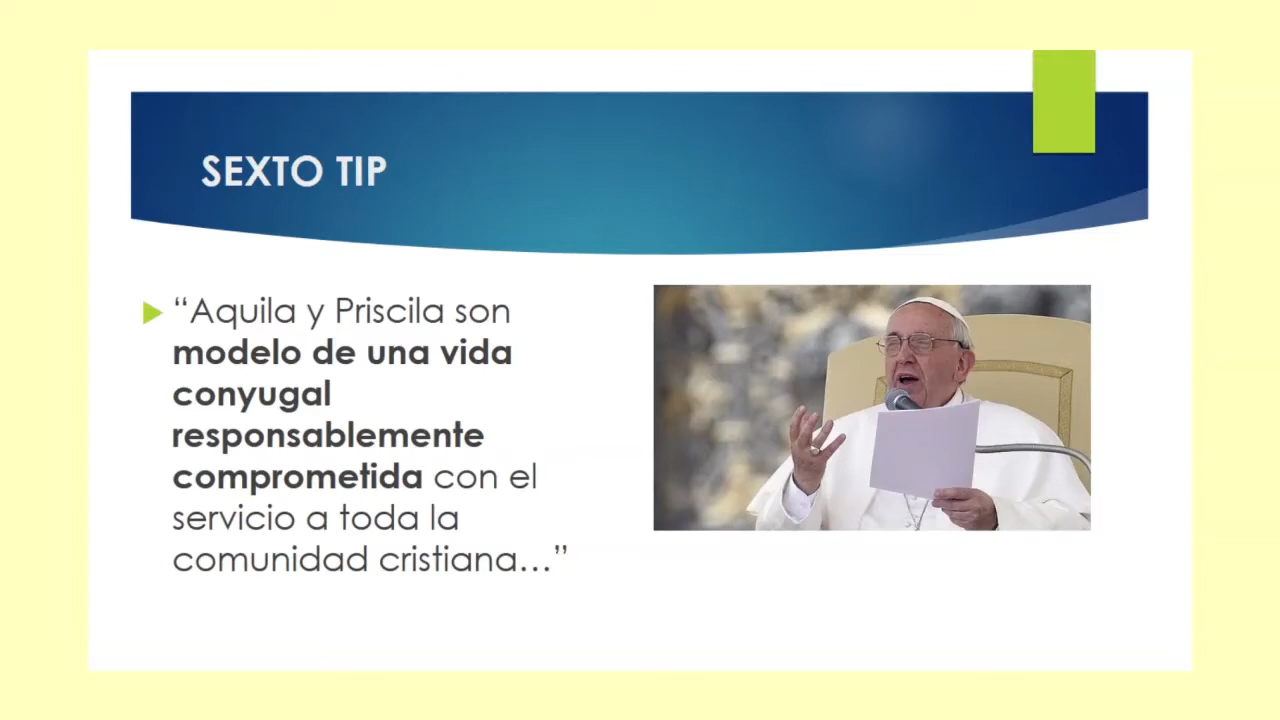 SEXTO TIP
“Aquila y Priscila son
modelo de una vida
conyugal
responsablemente
comprometida con el
servicio a toda la
comunidad cristiana…”